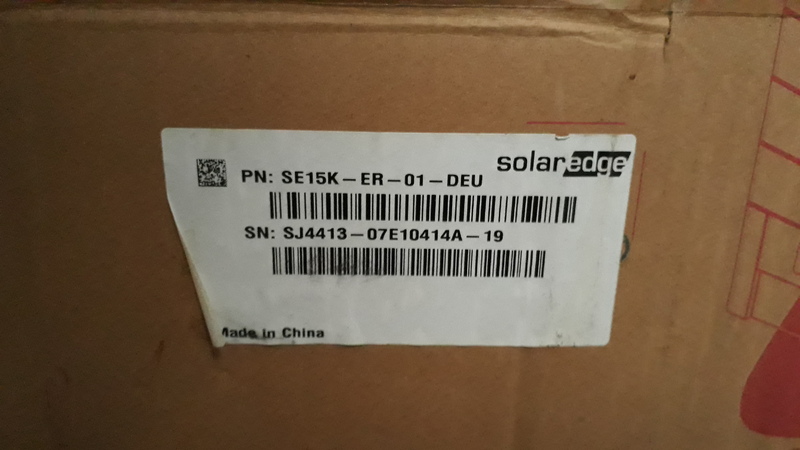 solaredge
PN: SE15K-ER-01-DEU
SN: SJ4413-07E10414A-19
Made in China